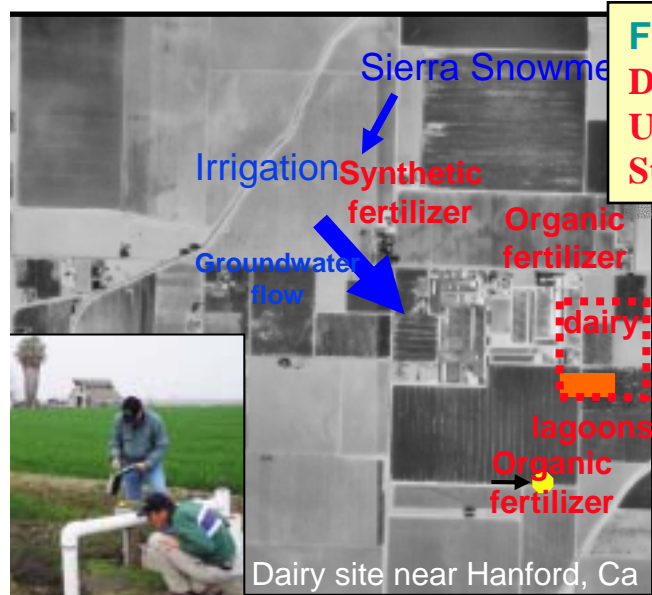 F
D
U
S
Sierra Snowme
Irrigation
Synthetic
fertilizer
Organic
fertilizer
Groundwater
flow
dairy
lagoons
Organic
fertilizer
Dairy site near Hanford, Ca